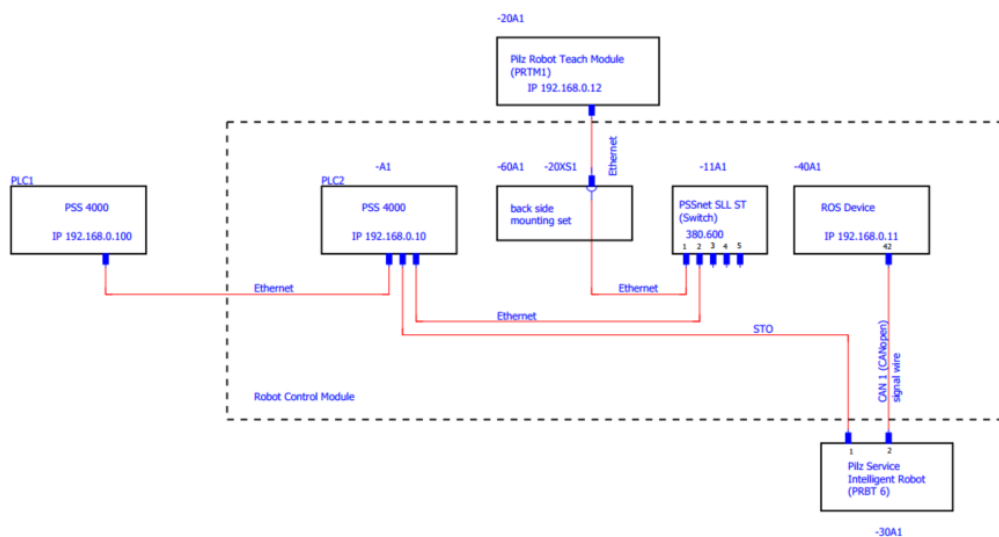 -20A1
Pilz Robot Teach Module
(PRTM1)
IP 192.168.0.12
Ethernet
PLC1
PSS 4000
IP 192.168.0.100
PLC2
-A1
PSS 4000
IP 192.168.0.10
-60A1
-20XS1
back side
mounting set
-11A1
PSSnet SLL ST
(Switch)
380.600
1 2 3 4 5
-40A1
ROS Device
IP 192.168.0.11
42
Ethernet
Ethernet
Ethernet
STO
CAN 1 (CANopen)
signal wire
Robot Control Module
1 2
Pilz Service
Intelligent Robot
(PRBT 6)
-30A1